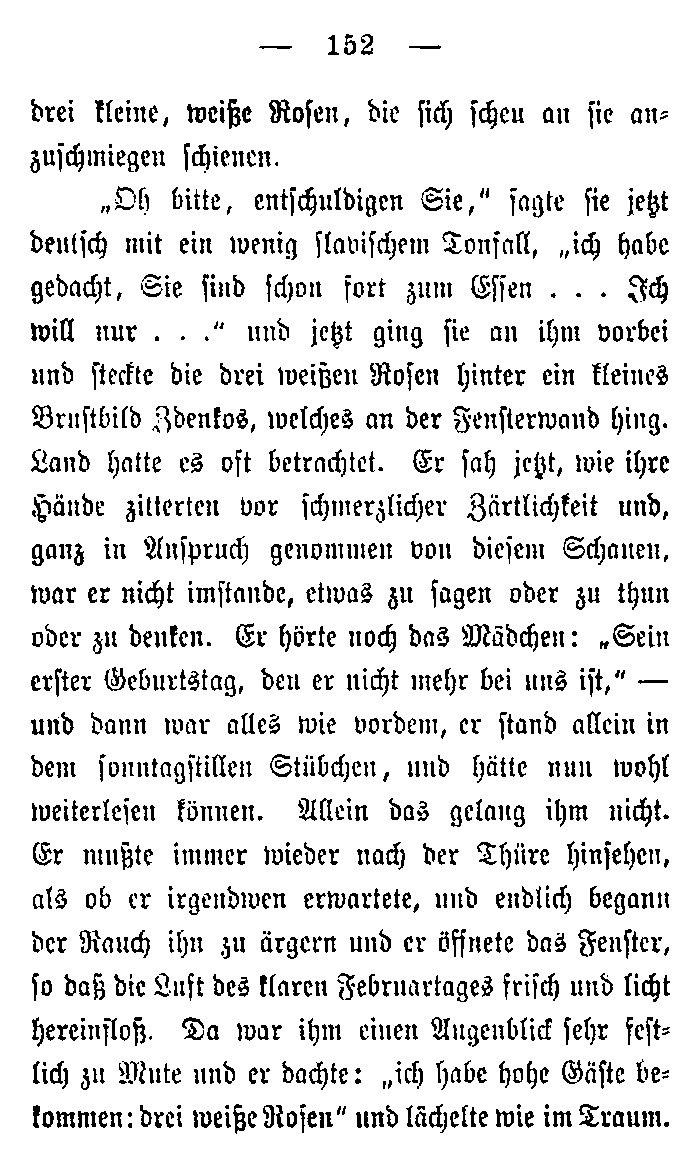 — 152 —
drei kleine, weiße Rosen, die sich scheu an sie an-
zuschmiegen schienen.
„Oh bitte, entschuldigen Sie,“ sagte sie jetzt
deutsch mit ein wenig slavischem Tonfall, „ich habe
gedacht, Sie sind schon fort zum Essen . . . Ich
will nur . . .“ und jetzt ging sie an ihm vorbei
und steckte die drei weißen Rosen hinter ein kleines
Brustbild Zdenkos, welches an der Fensterwand hing.
Land hatte es oft betrachtet. Er sah jetzt, wie ihre
Hände zitterten vor schmerzlicher Zärtlichkeit und,
ganz in Anspruch genommen von diesem Schauen,
war er nicht imstande, etwas zu sagen oder zu thun
oder zu denken. Er hörte noch das Mädchen: „Sein
erster Geburtstag, den er nicht mehr bei uns ist,“ —
und dann war alles wie vordem, er stand allein in
dem sonntagstillen Stübchen, und hätte nun wohl
weiterlesen können. Allein das gelang ihm nicht.
Er mußte immer wieder nach der Thüre hinsehen,
als ob er irgendwen erwartete, und endlich begann
der Rauch ihn zu ärgern und er öffnete das Fenster,
so daß die Luft des klaren Februartages frisch und licht
hereinfloß. Da war ihm einen Augenblick sehr fest-
lich zu Mute und er dachte: „ich habe hohe Gäste be-
kommen: drei weiße Rosen“ und lächelte wie im Traum.